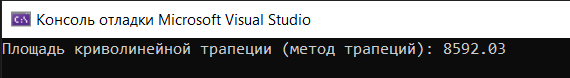 C:\
Консоль отладки Microsoft Visual Studio
Площадь криволинейной трапеции (метод трапеций): 8592.03